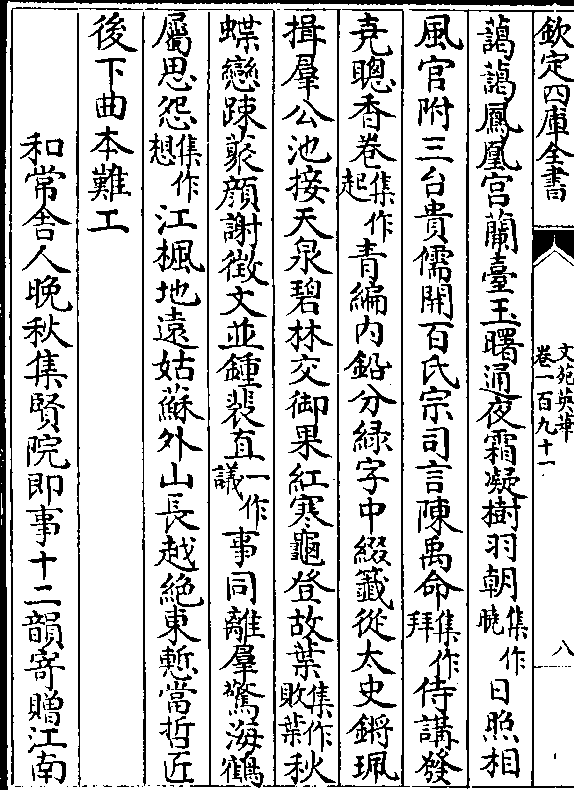 欽定四庫全書
文苑英華
卷一百九十一
八
藹藹鳳凰宫蘭臺玉曙通夜霜凝樹羽朝集作曉日照相
風官附三台貴儒開百氏宗司言陳禹命集作拜侍講發
尭聰香卷集作起青編内鉛分緑字中綴籤從太史鏘珮
揖羣公池接天泉碧林交御果紅寒龜登故葉集作敗葉秋
蝶戀踈藂顔謝徵文並鍾裴直一作議事同離羣驚海鶴
屬思怨集作想江楓地遠姑蘇外山長越絶東慙當哲匠
後下曲本難工
和常舍人晚秋集賢院即事十二韻寄贈江南